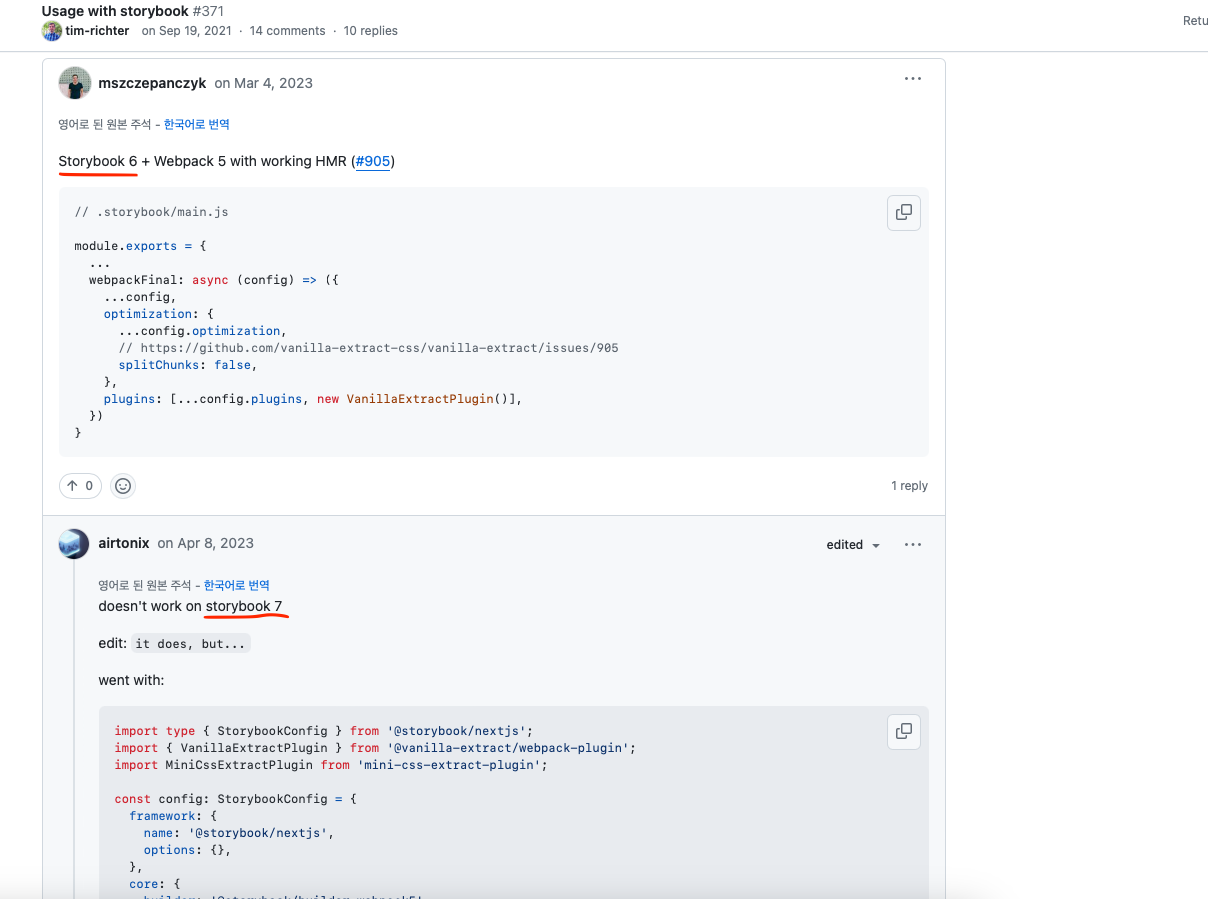 Usage with storybook #371
Retu
tim-richter on Sep 19, 2021 · 14 comments · 10 replies
mszczepanczyk on Mar 4, 2023
영어로 된 원본 주석 - 한국어로 번역
Storybook 6 + Webpack 5 with working HMR (#905)
// .storybook/main.js
module.exports = {
  ...
  webpackFinal: async (config) => ({
    ...config,
    optimization: {
      ...config.optimization,
      // https://github.com/vanilla-extract-css/vanilla-extract/issues/905
      splitChunks: false,
    },
    plugins: [...config.plugins, new VanillaExtractPlugin()],
  })
}
↑ 0
1 reply
airtonix on Apr 8, 2023
edited
영어로 된 원본 주석 - 한국어로 번역
doesn't work on storybook 7
edit: it does, but...
went with:
import type { StorybookConfig } from '@storybook/nextjs';
import { VanillaExtractPlugin } from '@vanilla-extract/webpack-plugin';
import MiniCssExtractPlugin from 'mini-css-extract-plugin';
const config: StorybookConfig = {
  framework: {
    name: '@storybook/nextjs',
    options: {},
  },
  core: {